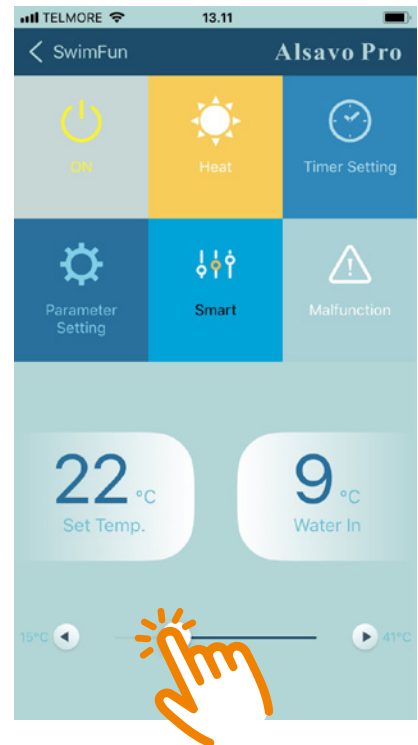 TELMORE 13.11
SwimFun Alsavo Pro
ON Heat Timer Setting
Parameter
Setting
Smart Malfunction
22 °C 9 °C
Set Temp. Water In
15°C 41°C